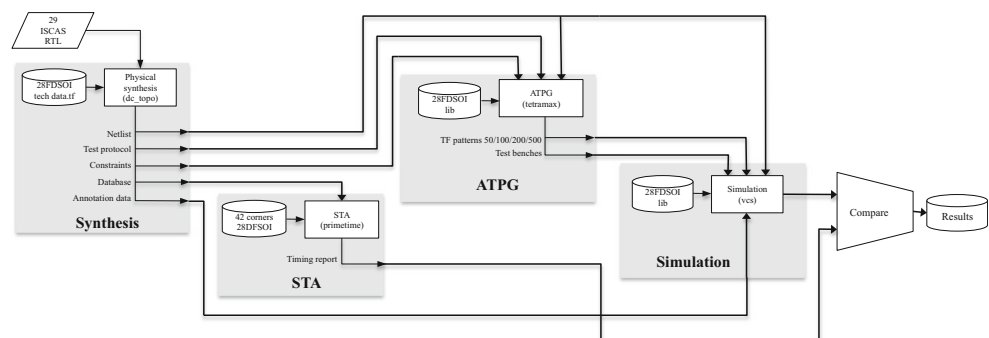 29
ISCAS
RTL
28FDSOI
tech data.tf
Physical
synthesis
(dc_topo)
Netlist
Test protocol
Constraints
Database
Annotation data
Synthesis
42 corners
28DFSOI
STA
(primetime)
Timing report
STA
28FDSOI
lib
ATPG
(tetramax)
TF patterns 50/100/200/500
Test benches
ATPG
28FDSOI
lib
Simulation
(vcs)
Simulation
Compare
Results